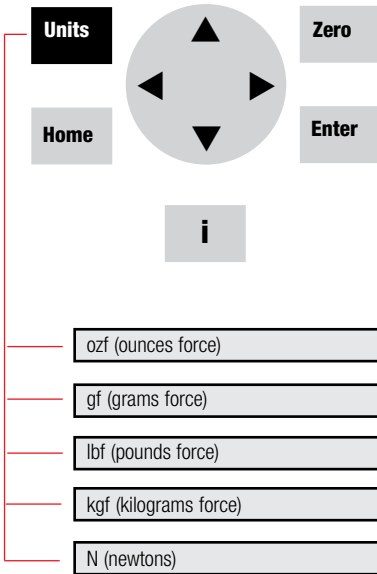 Units
Zero
Home
Enter
i
ozf (ounces force)
gf (grams force)
lbf (pounds force)
kgf (kilograms force)
N (newtons)